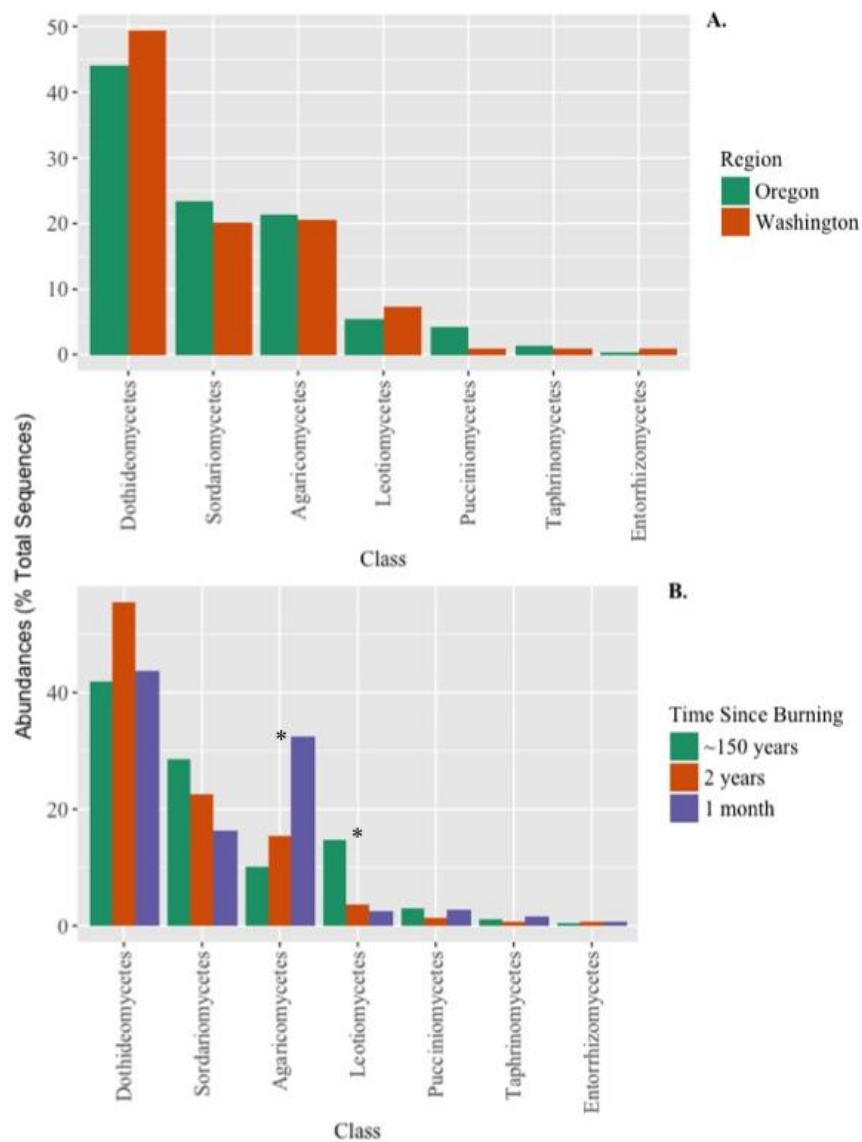 A.
50
40
30
20
10
0
Region
Oregon
Washington
Dothideomycetes
Sordariomycetes
Agaricomycetes
Leotiomycetes
Pucciniomycetes
Taphrinomycetes
Entorrhizomycetes
Class
Abundances (% Total Sequences)
B.
40
20
0
*
*
Time Since Burning
~150 years
2 years
1 month
Dothideomycetes
Sordariomycetes
Agaricomycetes
Leotiomycetes
Pucciniomycetes
Taphrinomycetes
Entorrhizomycetes
Class